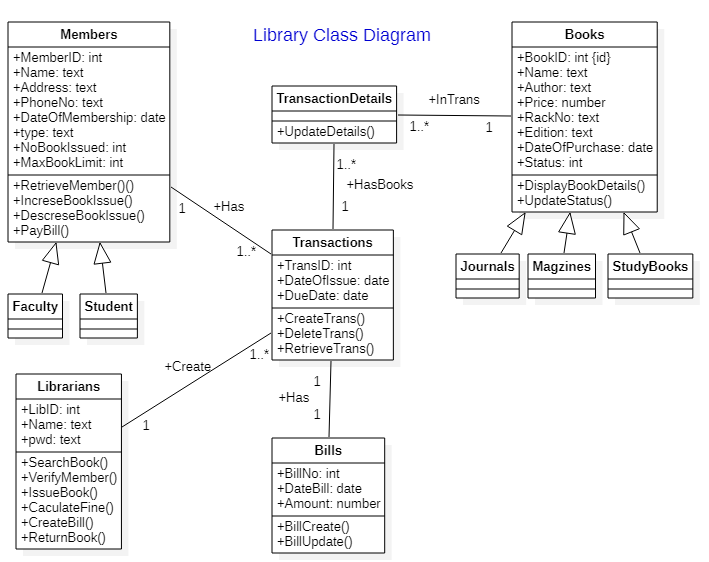 Library Class Diagram
Members
+MemberID: int
+Name: text
+Address: text
+PhoneNo: text
+DateOfMembership: date
+type: text
+NoBookIssued: int
+MaxBookLimit: int
+RetrieveMember()()
+IncreseBookIssue()
+DescreseBookIssue()
+PayBill()
Faculty
Student
TransactionDetails
+UpdateDetails()
+InTrans
1..*
1
Books
+BookID: int {id}
+Name: text
+Author: text
+Price: number
+RackNo: text
+Edition: text
+DateOfPurchase: date
+Status: int
+DisplayBookDetails()
+UpdateStatus()
Journals
Magzines
StudyBooks
1..*
+HasBooks
1
1
+Has
1..*
Transactions
+TransID: int
+DateOfIssue: date
+DueDate: date
+CreateTrans()
+DeleteTrans()
+RetrieveTrans()
1..*
+Create
1
Librarians
+LibID: int
+Name: text
+pwd: text
+SearchBook()
+VerifyMember()
+IssueBook()
+CaculateFine()
+CreateBill()
+ReturnBook()
1
+Has
1
Bills
+BillNo: int
+DateBill: date
+Amount: number
+BillCreate()
+BillUpdate()